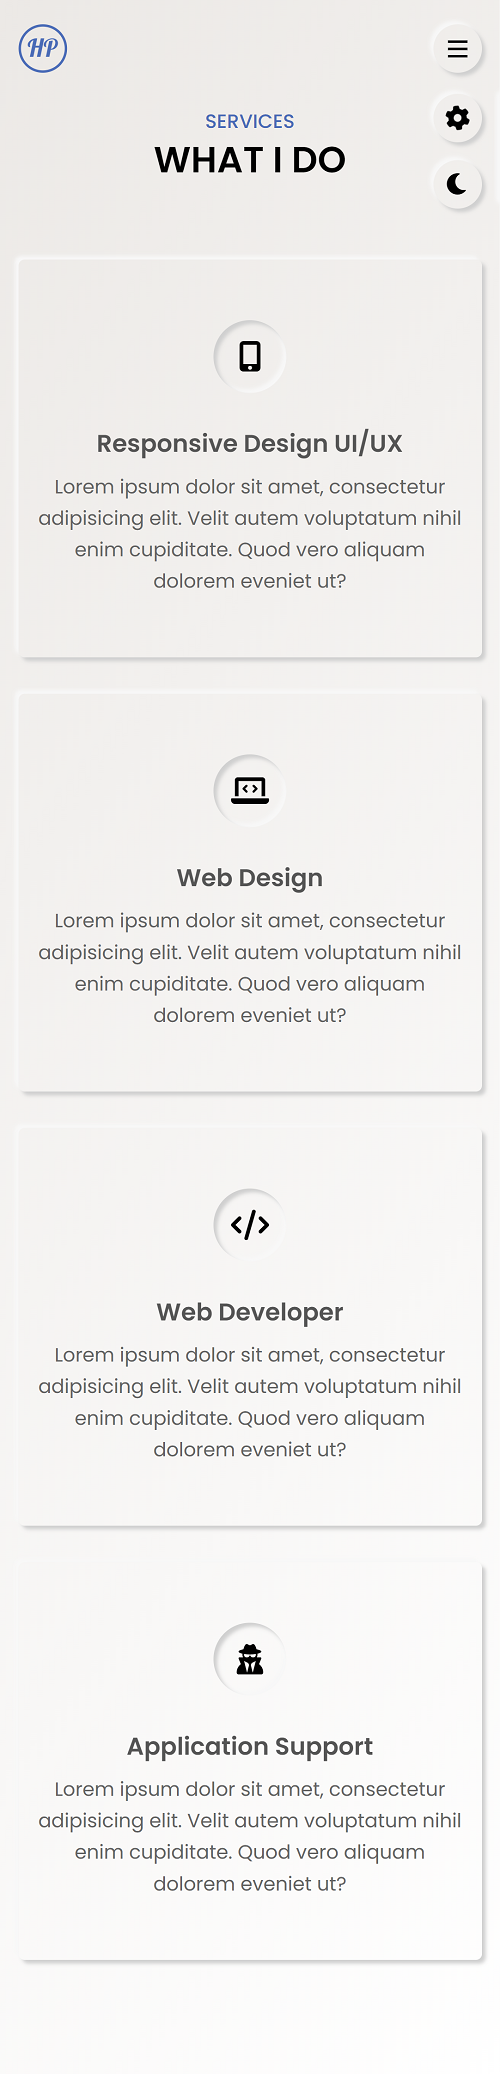 HP
SERVICES
WHAT I DO
Responsive Design UI/UX
Lorem ipsum dolor sit amet, consectetur
adipisicing elit. Velit autem voluptatum nihil
enim cupiditate. Quod vero aliquam
dolorem eveniet ut?
Web Design
Lorem ipsum dolor sit amet, consectetur
adipisicing elit. Velit autem voluptatum nihil
enim cupiditate. Quod vero aliquam
dolorem eveniet ut?
Web Developer
Lorem ipsum dolor sit amet, consectetur
adipisicing elit. Velit autem voluptatum nihil
enim cupiditate. Quod vero aliquam
dolorem eveniet ut?
Application Support
Lorem ipsum dolor sit amet, consectetur
adipisicing elit. Velit autem voluptatum nihil
enim cupiditate. Quod vero aliquam
dolorem eveniet ut?